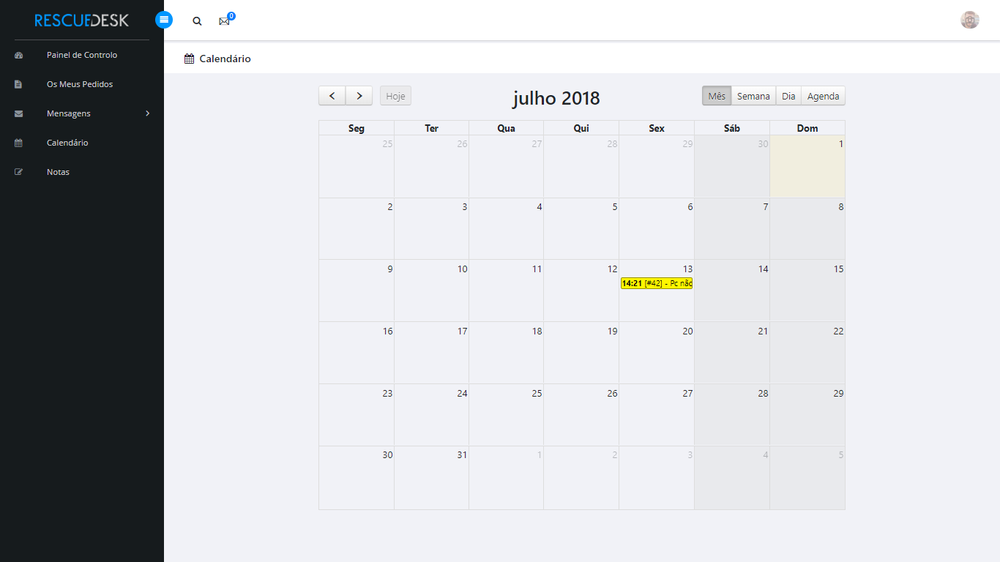 RESCUEDESK
0
Painel de Controlo
Os Meus Pedidos
Mensagens
Calendário
Notas
Calendário
Hoje
julho 2018
Mês Semana Dia Agenda
Seg Ter Qua Qui Sex Sáb Dom
25 26 27 28 29 30 1
2 3 4 5 6 7 8
9 10 11 12 13 14 15
14:21 [#42] - Pc não
16 17 18 19 20 21 22
23 24 25 26 27 28 29
30 31 1 2 3 4 5